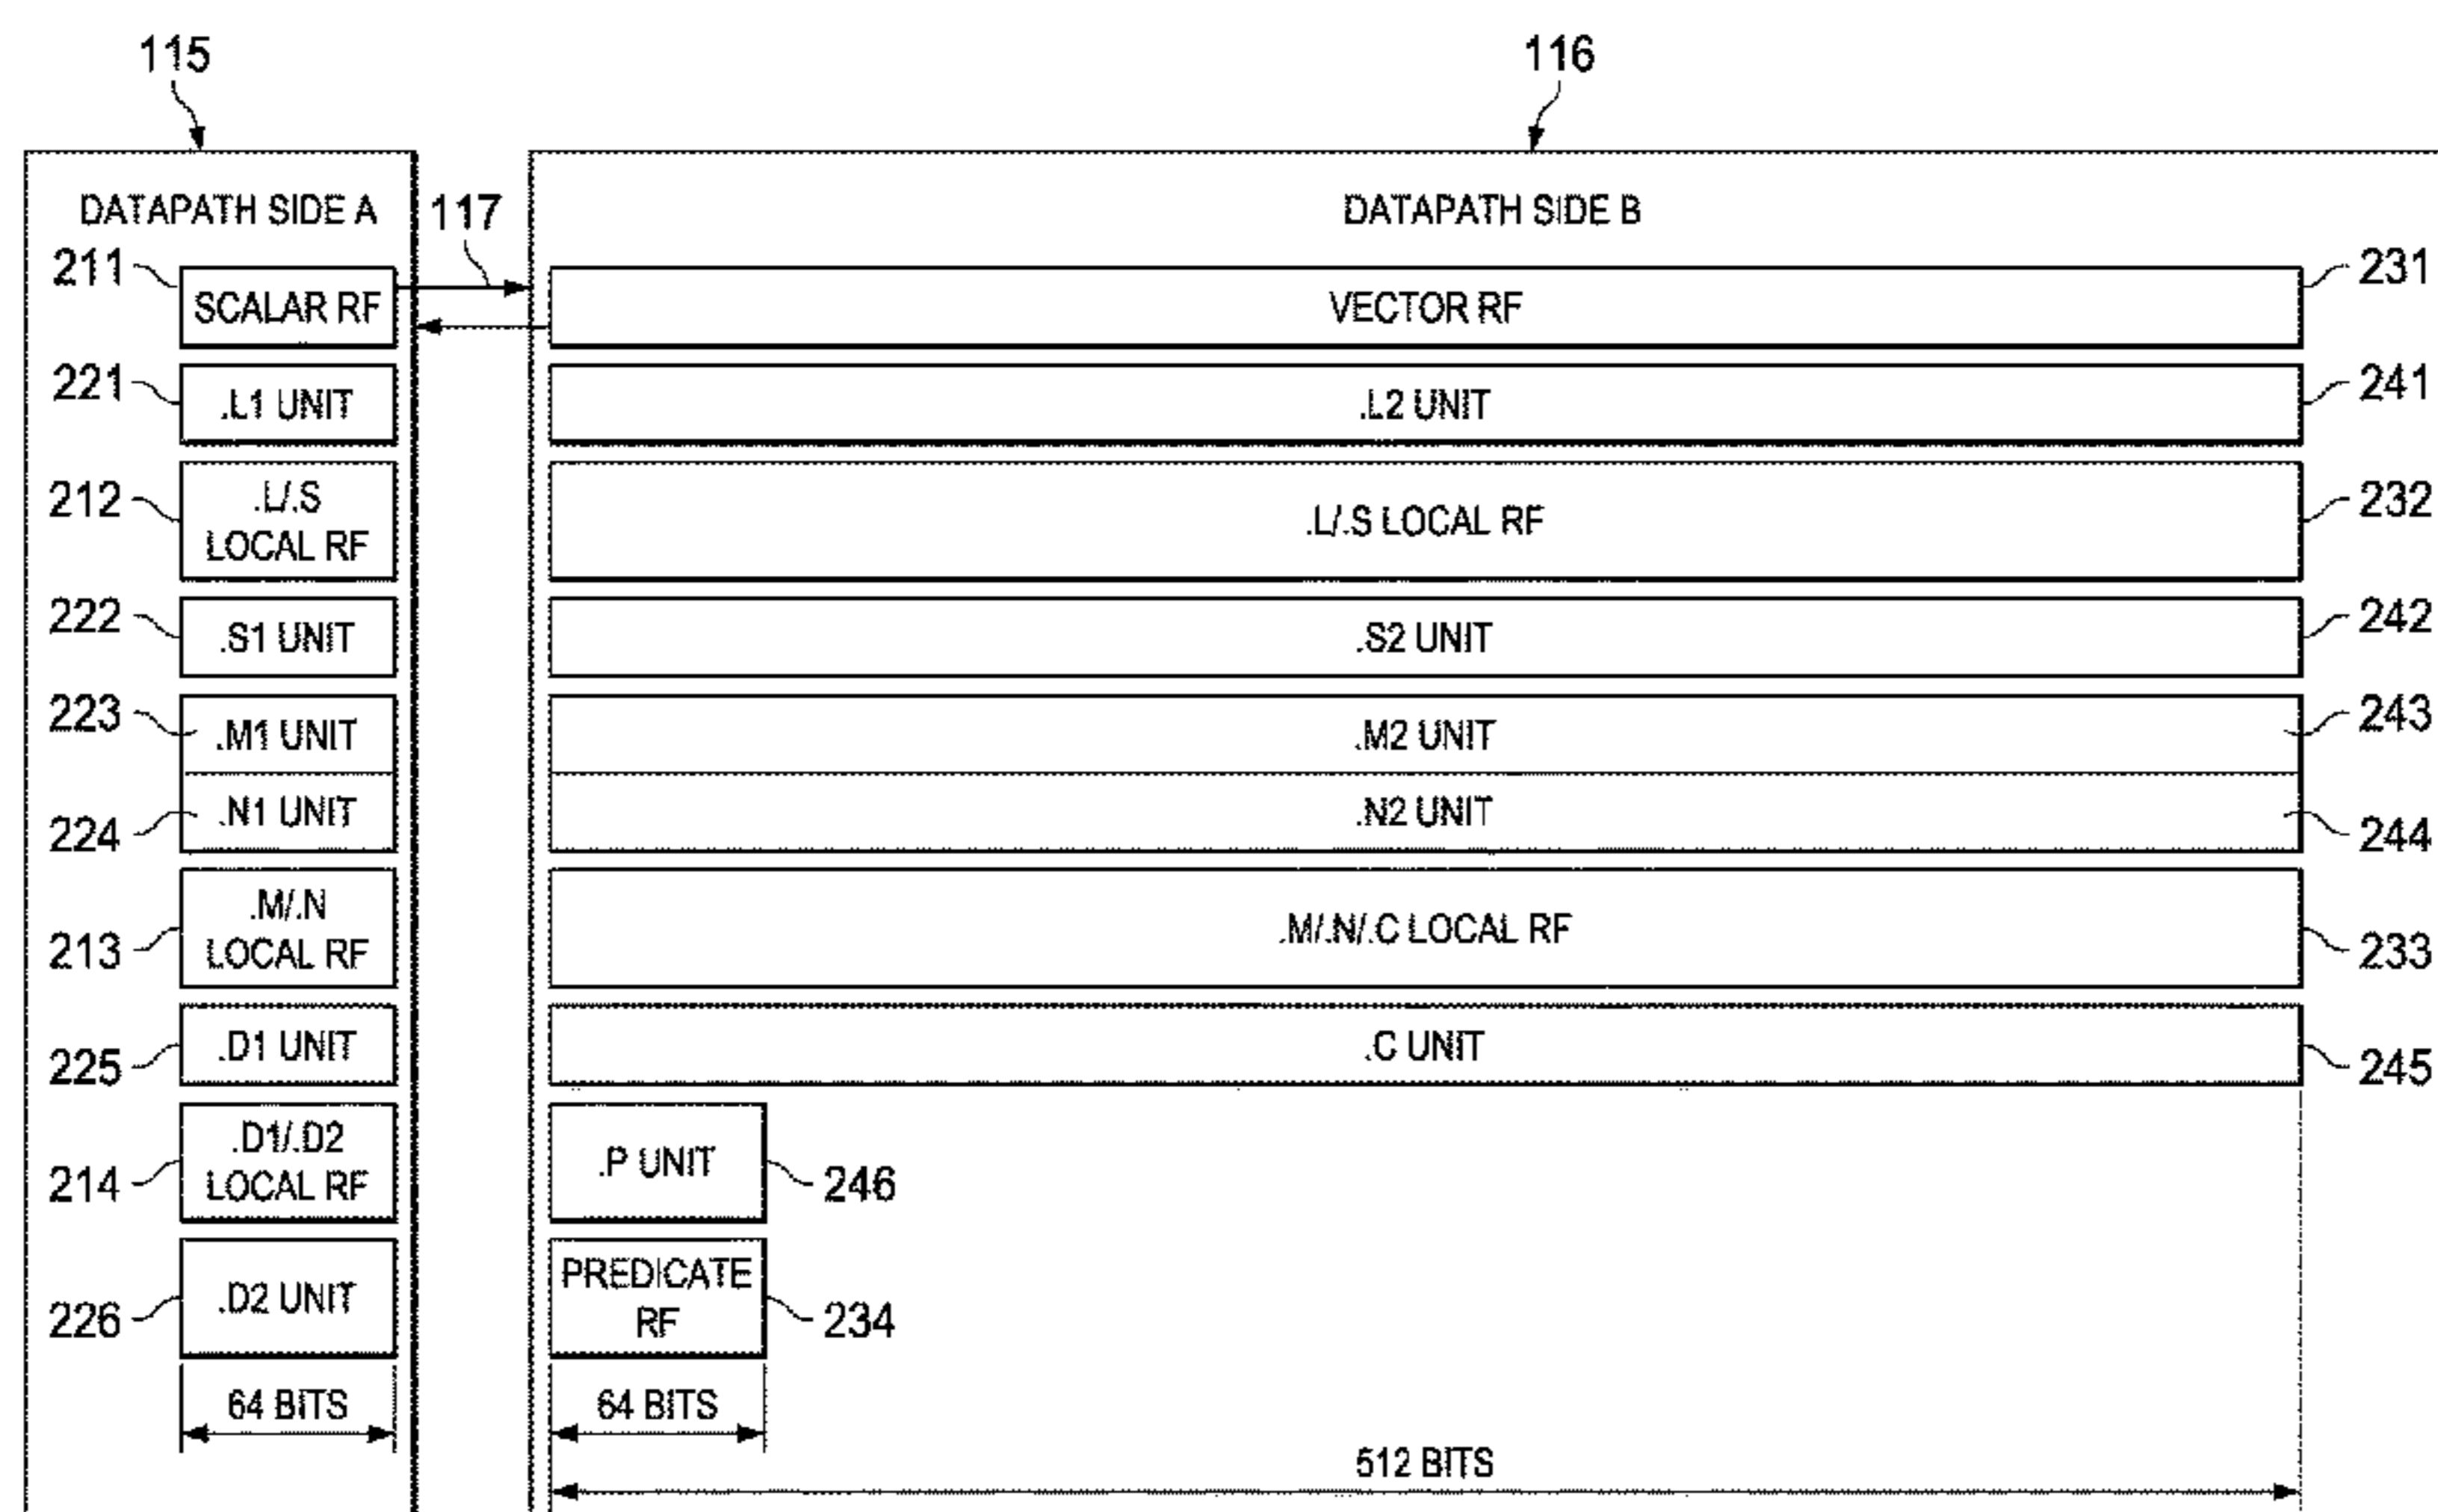 115
116
DATAPATH SIDE A
117
DATAPATH SIDE B
211
SCALAR RF
VECTOR RF
231
221
.L1 UNIT
.L2 UNIT
241
212
.L/.S
LOCAL RF
.L/.S LOCAL RF
232
222
.S1 UNIT
.S2 UNIT
242
223
.M1 UNIT
.M2 UNIT
243
224
.N1 UNIT
.N2 UNIT
244
213
.M/.N
LOCAL RF
.M/.N/.C LOCAL RF
233
225
.D1 UNIT
.C UNIT
245
214
.D1/.D2
LOCAL RF
.P UNIT
246
226
.D2 UNIT
PREDICATE
RF
234
64 BITS
64 BITS
512 BITS